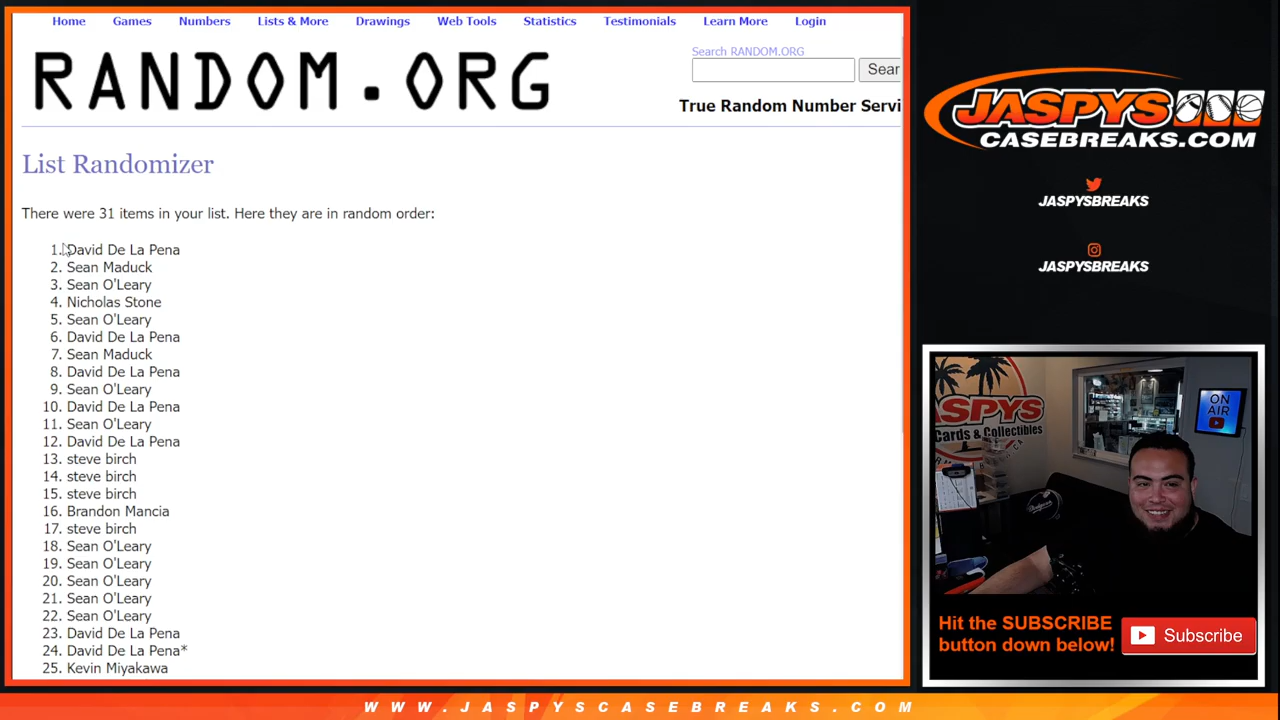 Home Games Numbers Lists & More Drawings Web Tools Statistics Testimonials Learn More Login
RANDOM.ORG
Search RANDOM.ORG
Sear
True Random Number Servi
List Randomizer
There were 31 items in your list. Here they are in random order:
1. David De La Pena
2. Sean Maduck
3. Sean O'Leary
4. Nicholas Stone
5. Sean O'Leary
6. David De La Pena
7. Sean Maduck
8. David De La Pena
9. Sean O'Leary
10. David De La Pena
11. Sean O'Leary
12. David De La Pena
13. steve birch
14. steve birch
15. steve birch
16. Brandon Mancia
17. steve birch
18. Sean O'Leary
19. Sean O'Leary
20. Sean O'Leary
21. Sean O'Leary
22. Sean O'Leary
23. David De La Pena
24. David De La Pena*
25. Kevin Miyakawa
JASPYS
CASEBREAKS.COM
JASPYSBREAKS
JASPYSBREAKS
ASPYS
Cards & Collectibles
ON
AIR
Dodgers
Hit the SUBSCRIBE
button down below!
Subscribe
WWW.JASPYSCASEBREAKS.COM